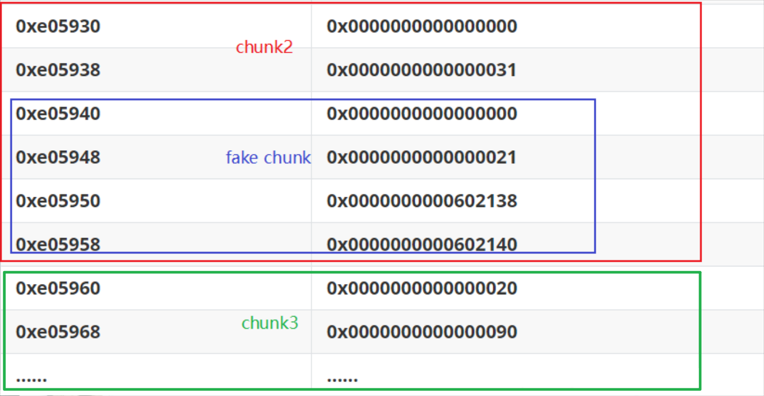 0xe05930 0x0000000000000000
chunk2
0xe05938 0x0000000000000031
0xe05940 0x0000000000000000
0xe05948 fake chunk 0x0000000000000021
0xe05950 0x0000000000602138
0xe05958 0x0000000000602140
0xe05960 0x0000000000000020
chunk3
0xe05968 0x0000000000000090
...... ......